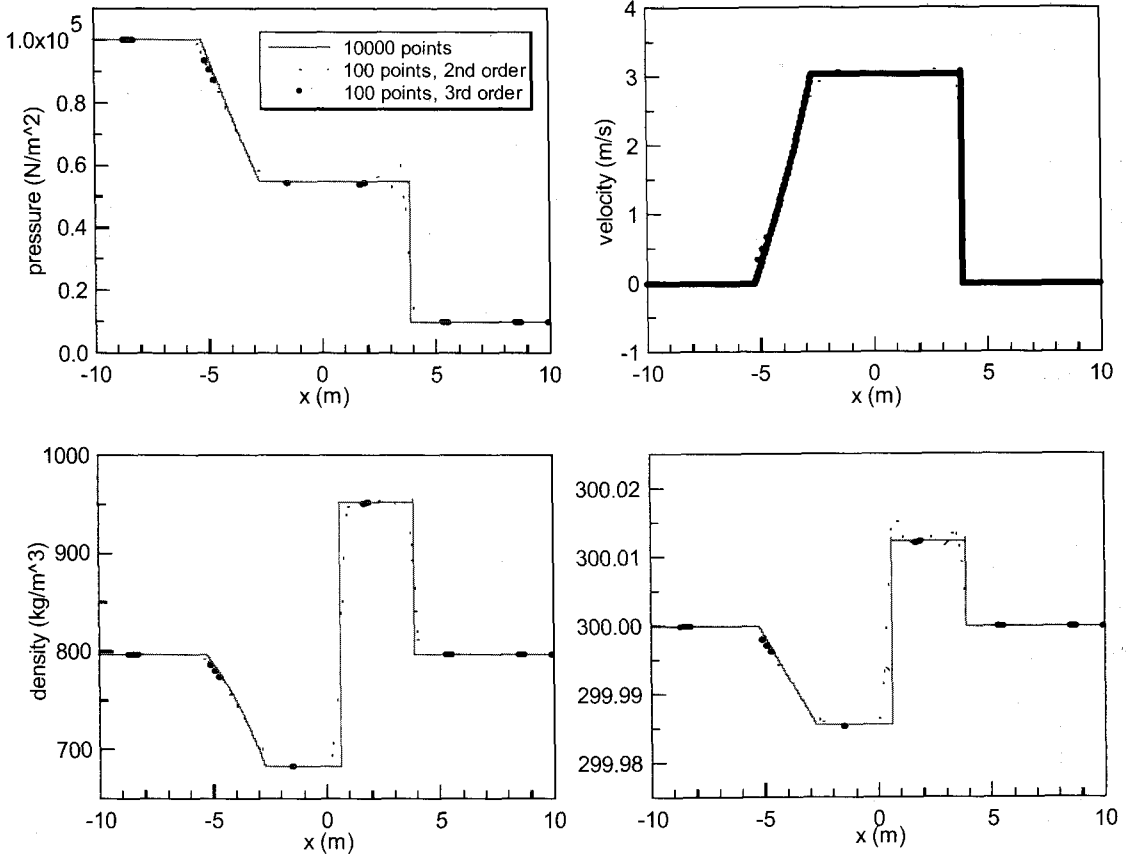 1.0x10^5
0.8
0.6
0.4
0.2
0.0
pressure (N/m^2)
10000 points
100 points, 2nd order
100 points, 3rd order
-10 -5 0 5 10
x (m)
4
3
2
1
0
-1
velocity (m/s)
-10 -5 0 5 10
x (m)
1000
900
800
700
density (kg/m^3)
-10 -5 0 5 10
x (m)
300.02
300.01
300.00
299.99
299.98
-10 -5 0 5 10
x (m)